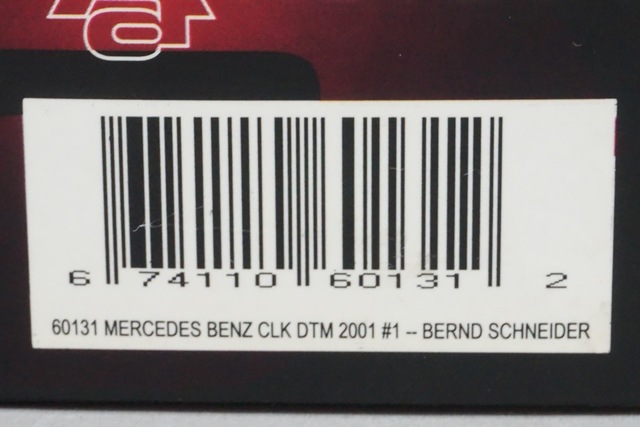 6 74110 60131 2
60131 MERCEDES BENZ CLK DTM 2001 #1 -- BERND SCHNEIDER